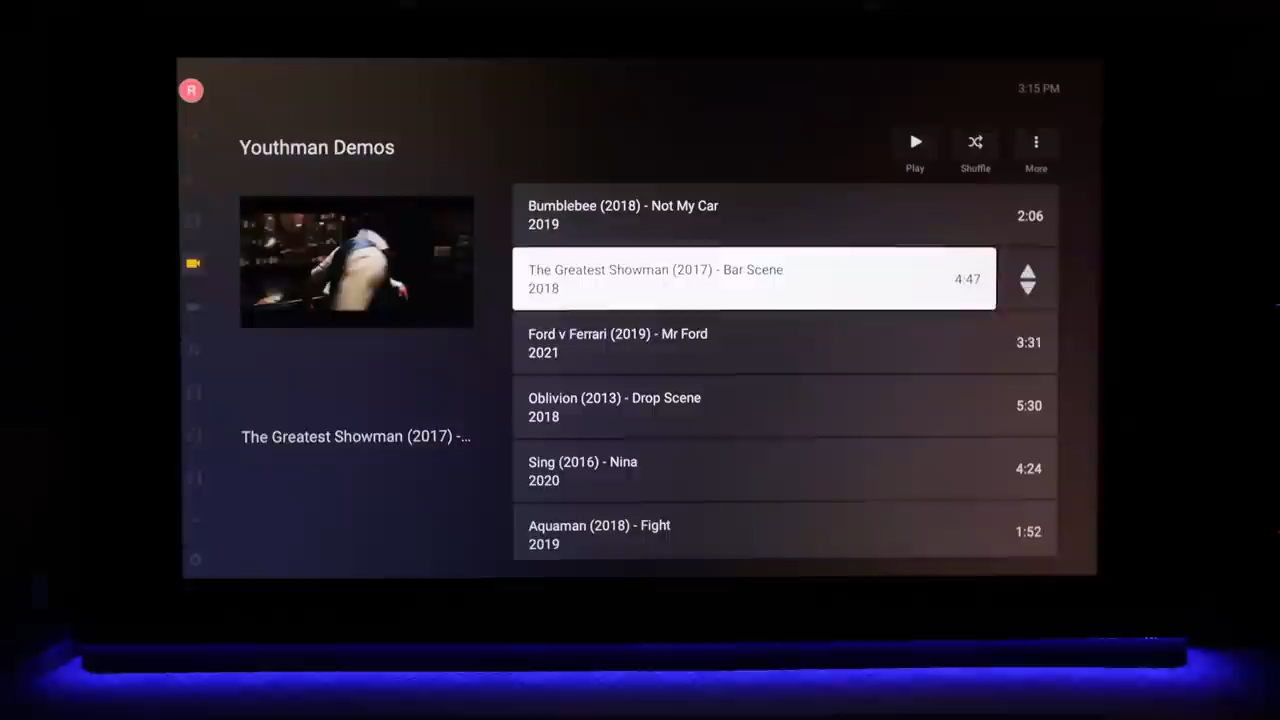 R
3:15 PM
Youthman Demos
Play
Shuffle
More
Bumblebee (2018) - Not My Car
2019
2:06
The Greatest Showman (2017) - Bar Scene
2018
4:47
Ford v Ferrari (2019) - Mr Ford
2021
3:31
The Greatest Showman (2017) -...
Oblivion (2013) - Drop Scene
2018
5:30
Sing (2016) - Nina
2020
4:24
Aquaman (2018) - Fight
2019
1:52